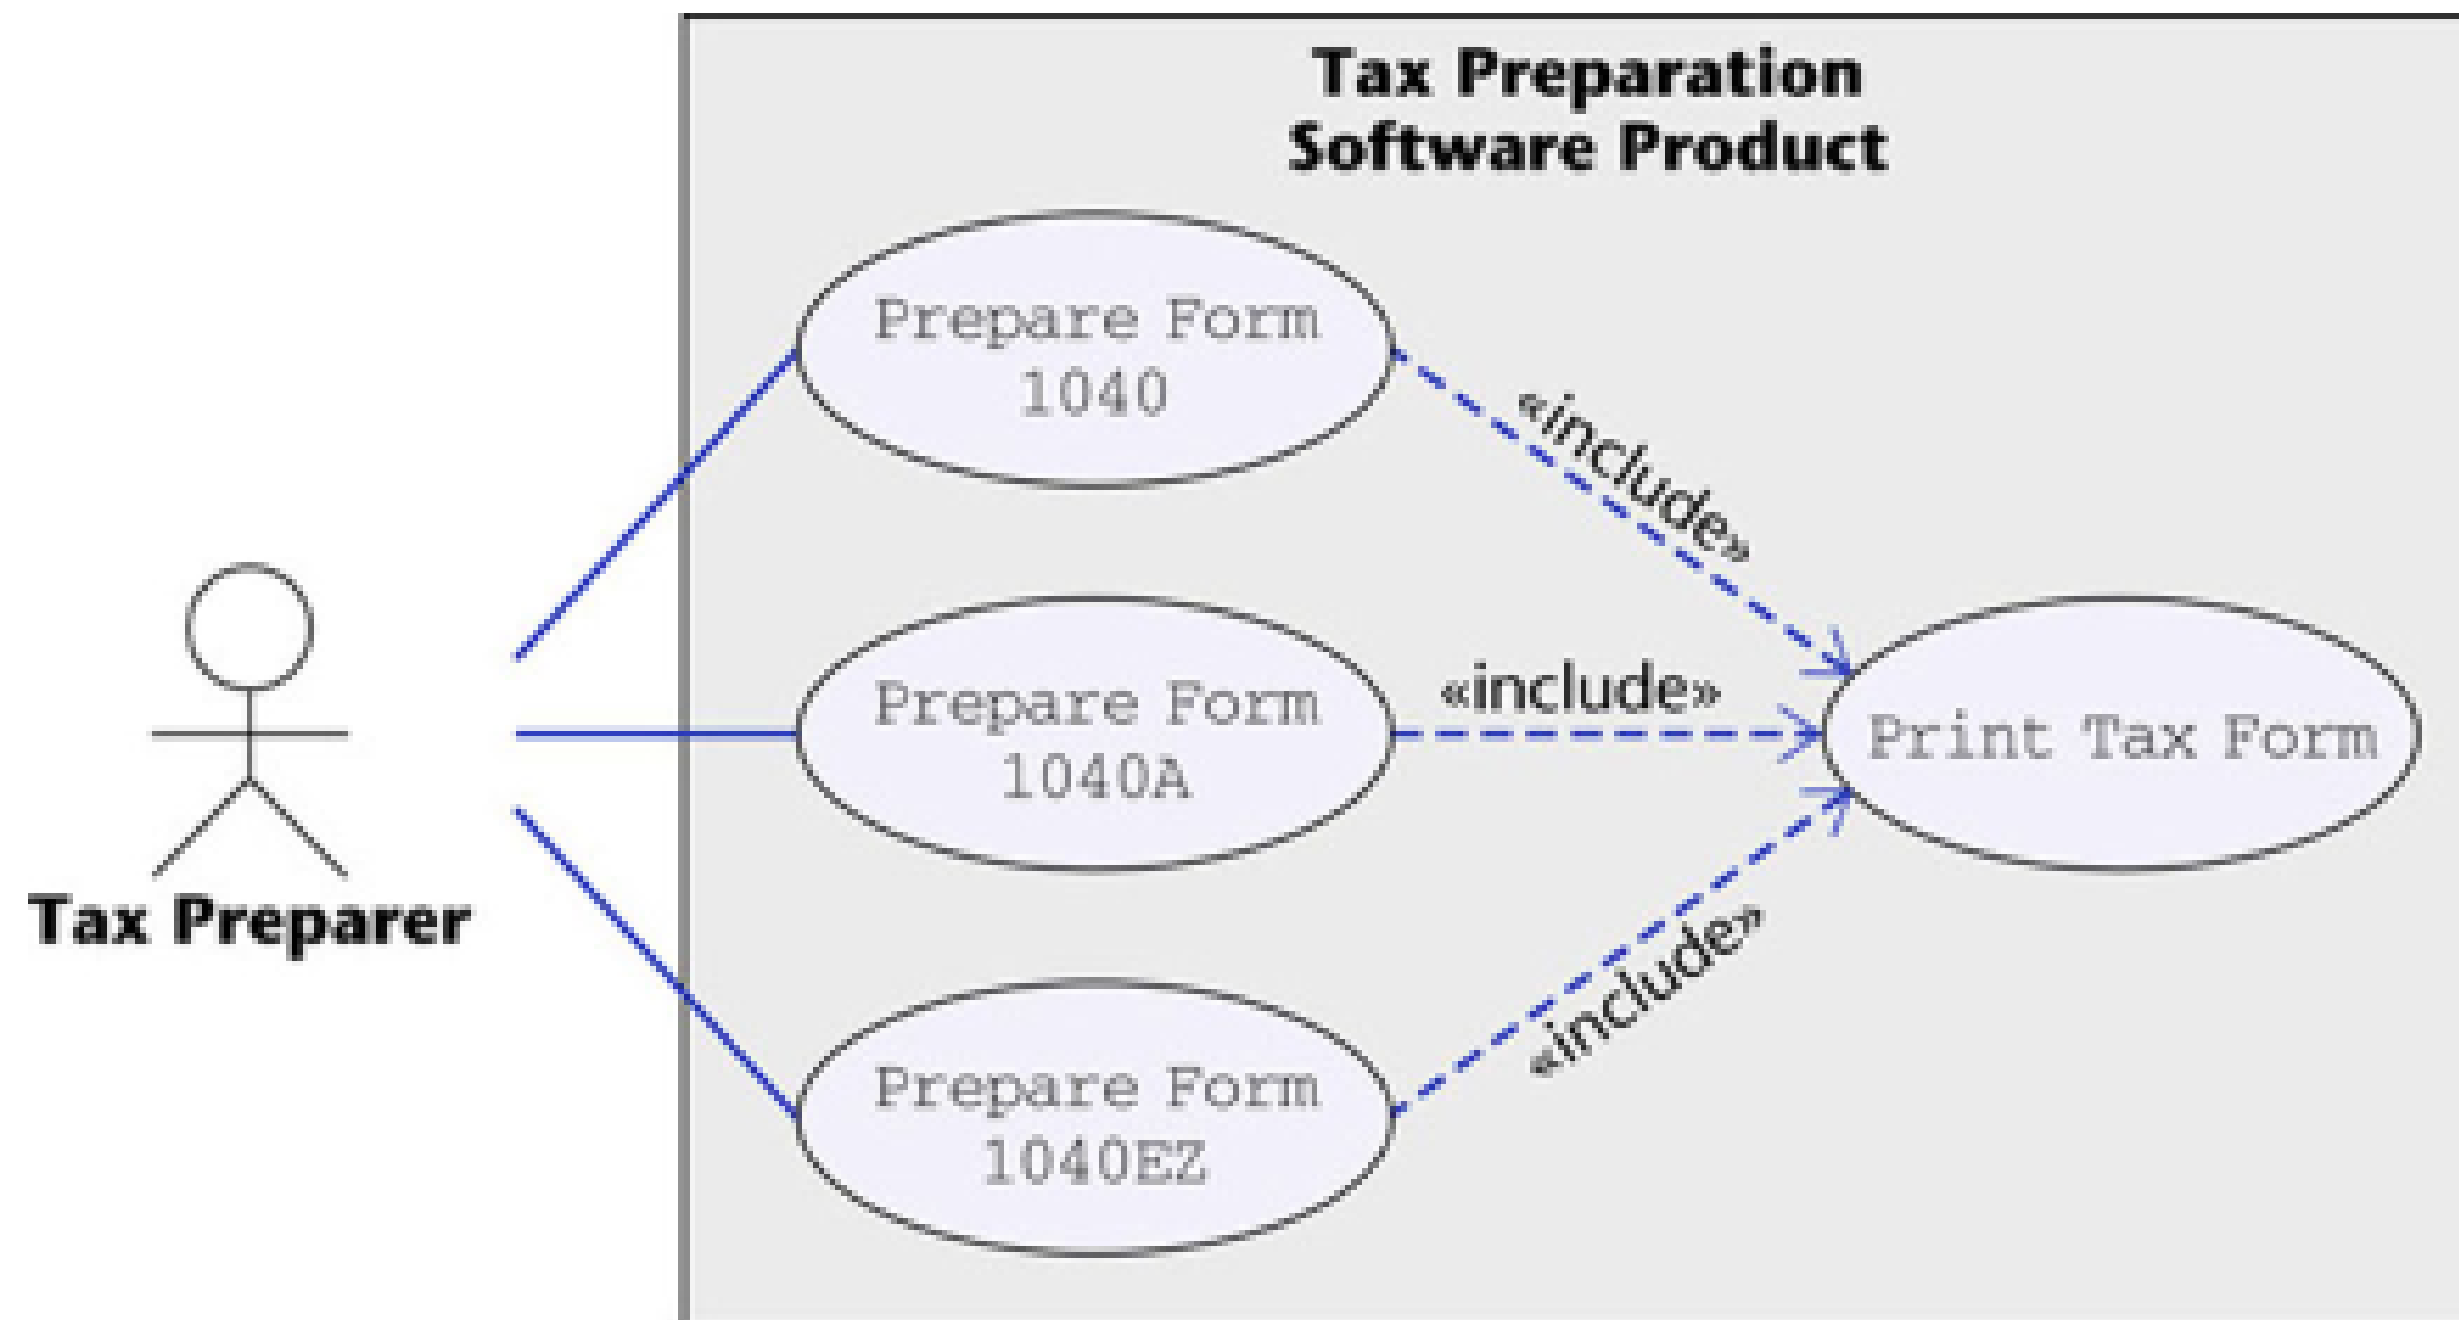 Tax Preparation
Software Product
Prepare Form
1040
«include»
Tax Preparer
Prepare Form
1040A
«include»
Print Tax Form
Prepare Form
1040EZ
«include»